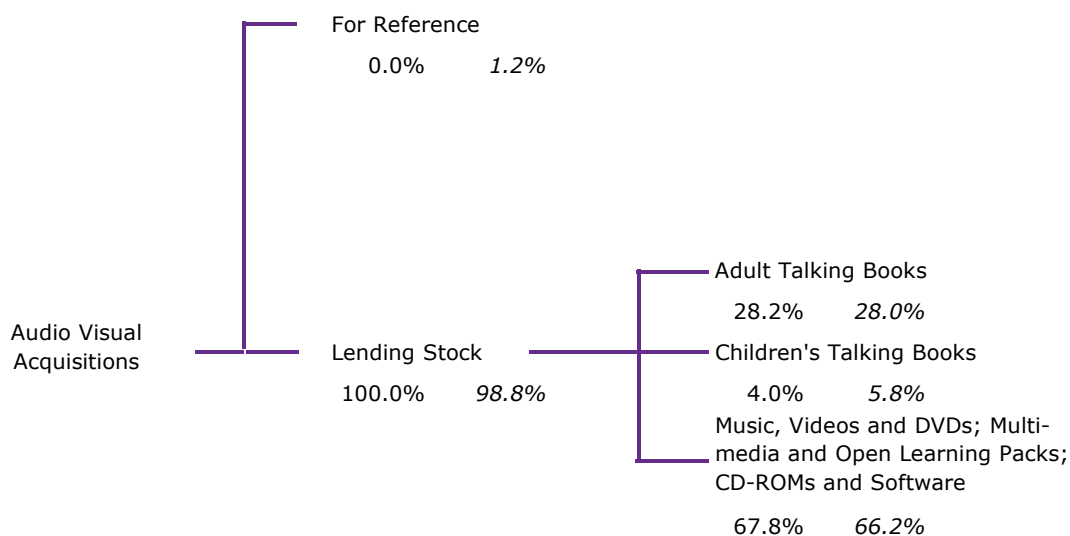 For Reference
0.0% 1.2%
Audio Visual
Acquisitions
Lending Stock
100.0% 98.8%
Adult Talking Books
28.2% 28.0%
Children's Talking Books
4.0% 5.8%
Music, Videos and DVDs; Multi-
media and Open Learning Packs;
CD-ROMs and Software
67.8% 66.2%